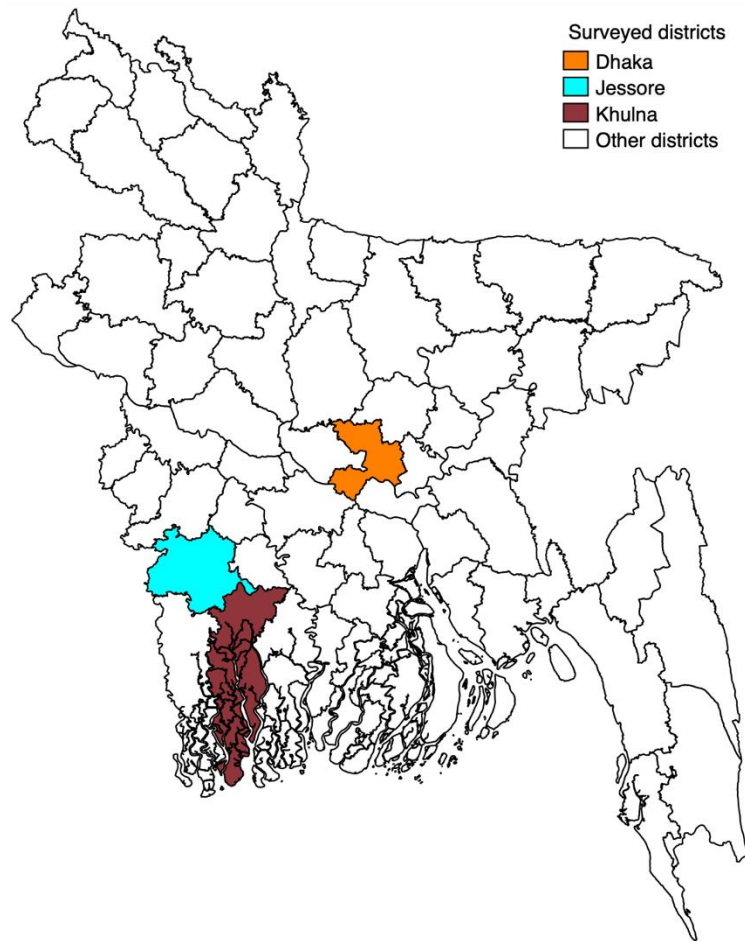 Surveyed districts
Dhaka
Jessore
Khulna
Other districts